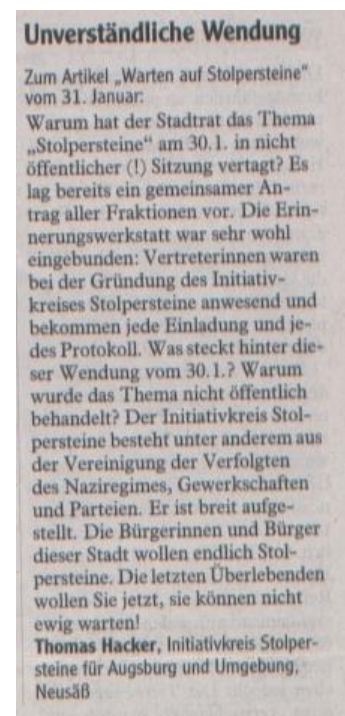 Unverständliche Wendung
Zum Artikel „Warten auf Stolpersteine“
vom 31. Januar:
Warum hat der Stadtrat das Thema
„Stolpersteine“ am 30.1. in nicht
öffentlicher (!) Sitzung vertagt? Es
lag bereits ein gemeinsamer An-
trag aller Fraktionen vor. Die Erin-
nerungswerkstatt war sehr wohl
eingebunden: Vertreterinnen waren
bei der Gründung des Initiativ-
kreises Stolpersteine anwesend und
bekommen jede Einladung und je-
des Protokoll. Was steckt hinter die-
ser Wendung vom 30.1.? Warum
wurde das Thema nicht öffentlich
behandelt? Der Initiativkreis Stol-
persteine besteht unter anderem aus
der Vereinigung der Verfolgten
des Naziregimes, Gewerkschaften
und Parteien. Er ist breit aufge-
stellt. Die Bürgerinnen und Bürger
dieser Stadt wollen endlich Stol-
persteine. Die letzten Überlebenden
wollen Sie jetzt, sie können nicht
ewig warten!
Thomas Hacker, Initiativkreis Stolper-
steine für Augsburg und Umgebung,
Neusäß